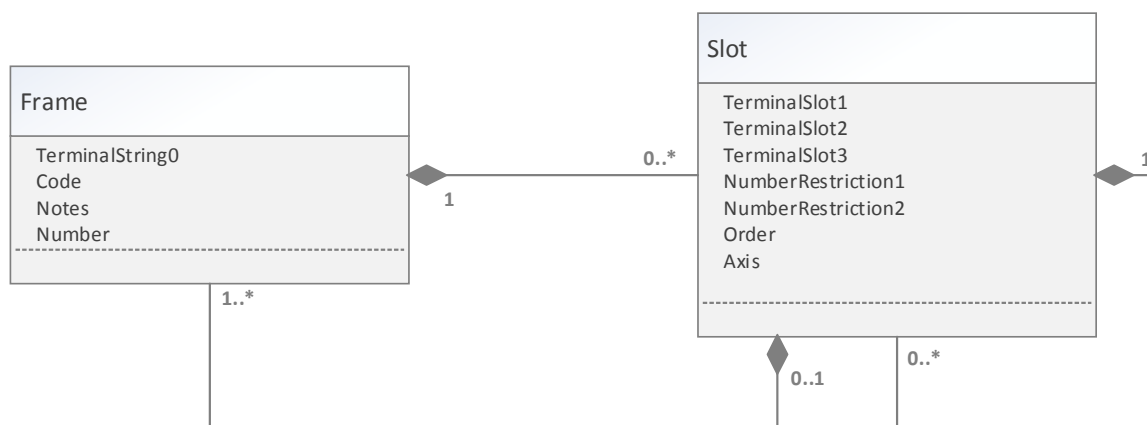 Frame
TerminalString0
Code
Notes
Number
1
0..*
1..*
Slot
TerminalSlot1
TerminalSlot2
TerminalSlot3
NumberRestriction1
NumberRestriction2
Order
Axis
1
0..1
0..*